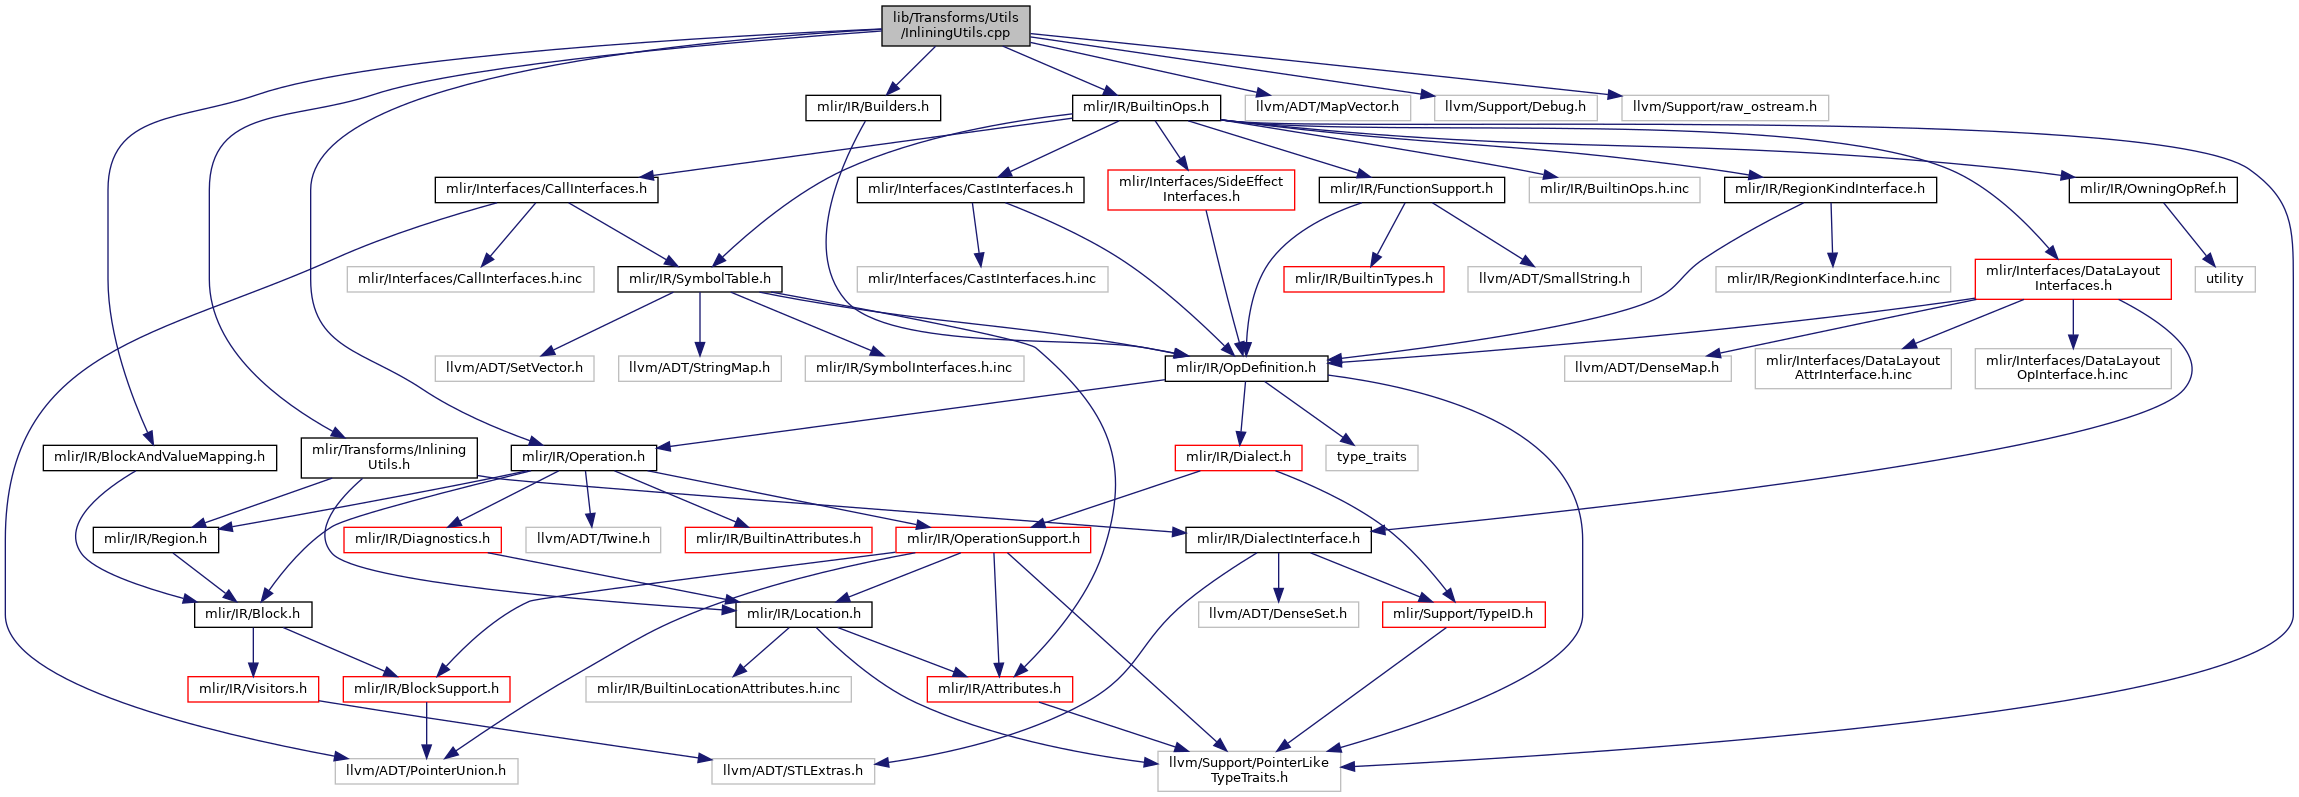 lib/Transforms/Utils
/InliningUtils.cpp
mlir/IR/Builders.h
mlir/IR/BuiltinOps.h
llvm/ADT/MapVector.h
llvm/Support/Debug.h
llvm/Support/raw_ostream.h
mlir/Interfaces/CallInterfaces.h
mlir/Interfaces/CastInterfaces.h
mlir/Interfaces/SideEffect
Interfaces.h
mlir/IR/FunctionSupport.h
mlir/IR/BuiltinOps.h.inc
mlir/IR/RegionKindInterface.h
mlir/IR/OwningOpRef.h
mlir/Interfaces/CallInterfaces.h.inc
mlir/IR/SymbolTable.h
mlir/Interfaces/CastInterfaces.h.inc
mlir/IR/BuiltinTypes.h
llvm/ADT/SmallString.h
mlir/IR/RegionKindInterface.h.inc
mlir/Interfaces/DataLayout
Interfaces.h
utility
llvm/ADT/SetVector.h
llvm/ADT/StringMap.h
mlir/IR/SymbolInterfaces.h.inc
mlir/IR/OpDefinition.h
llvm/ADT/DenseMap.h
mlir/Interfaces/DataLayout
AttrInterface.h.inc
mlir/Interfaces/DataLayout
OpInterface.h.inc
mlir/IR/BlockAndValueMapping.h
mlir/Transforms/Inlining
Utils.h
mlir/IR/Operation.h
mlir/IR/Dialect.h
type_traits
mlir/IR/Region.h
mlir/IR/Diagnostics.h
llvm/ADT/Twine.h
mlir/IR/BuiltinAttributes.h
mlir/IR/OperationSupport.h
mlir/IR/DialectInterface.h
mlir/IR/Block.h
mlir/IR/Location.h
llvm/ADT/DenseSet.h
mlir/Support/TypeID.h
mlir/IR/Visitors.h
mlir/IR/BlockSupport.h
mlir/IR/BuiltinLocationAttributes.h.inc
mlir/IR/Attributes.h
llvm/ADT/PointerUnion.h
llvm/ADT/STLExtras.h
llvm/Support/PointerLike
TypeTraits.h